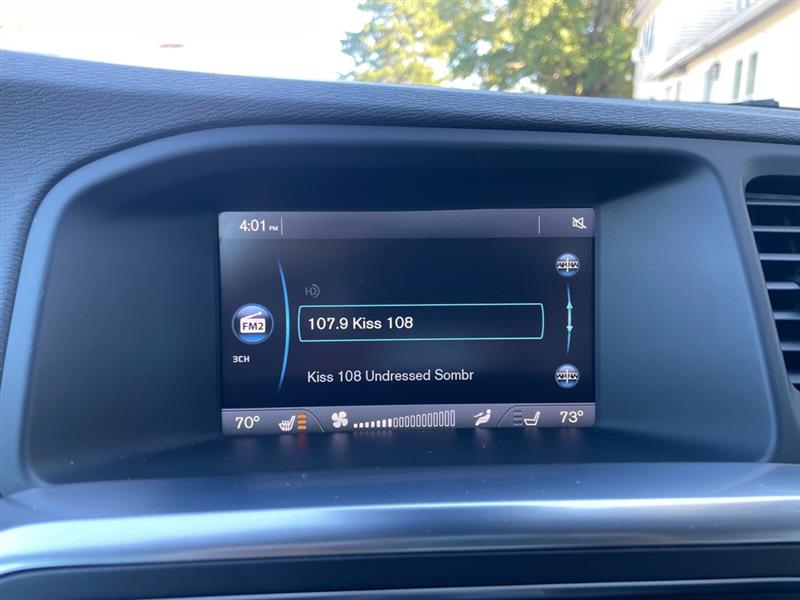 4:01 PM
HD
107.9 Kiss 108
FM2
3CH
Kiss 108 Undressed Sombr
70° 73°